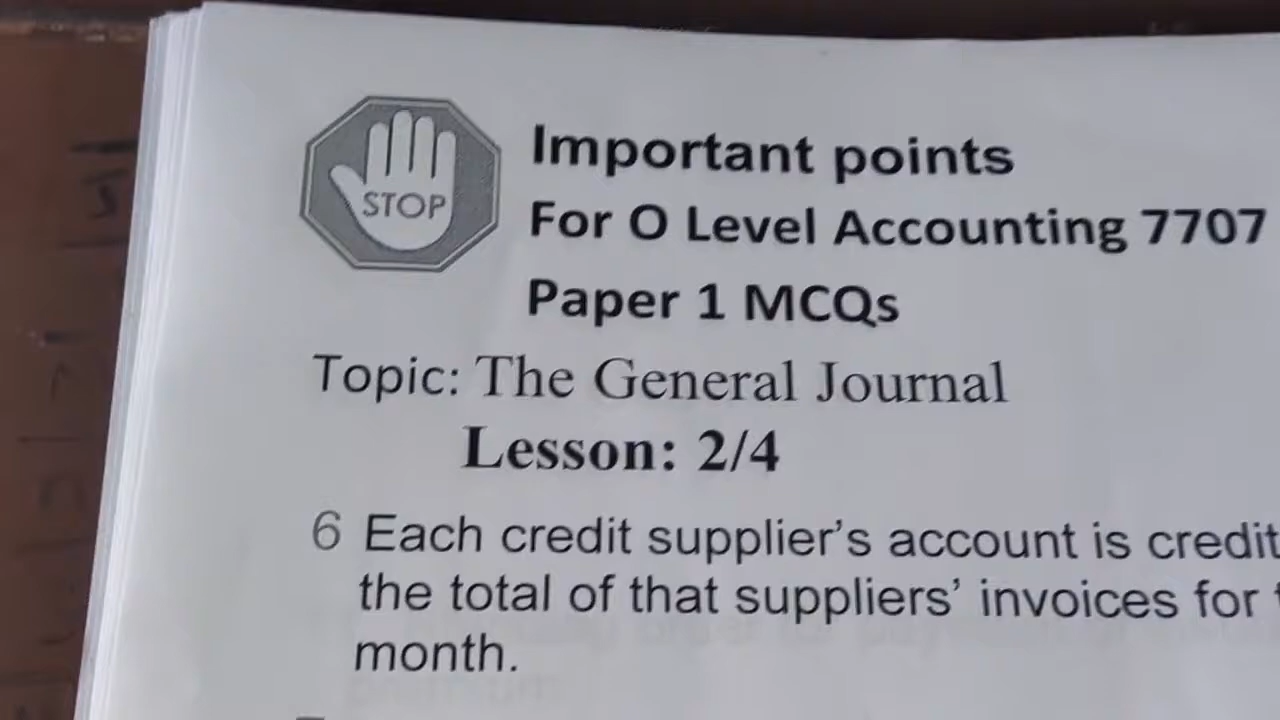 STOP
Important points
For O Level Accounting 7707
Paper 1 MCQs
Topic: The General Journal
Lesson: 2/4
6 Each credit supplier's account is credit
the total of that suppliers' invoices for
month.